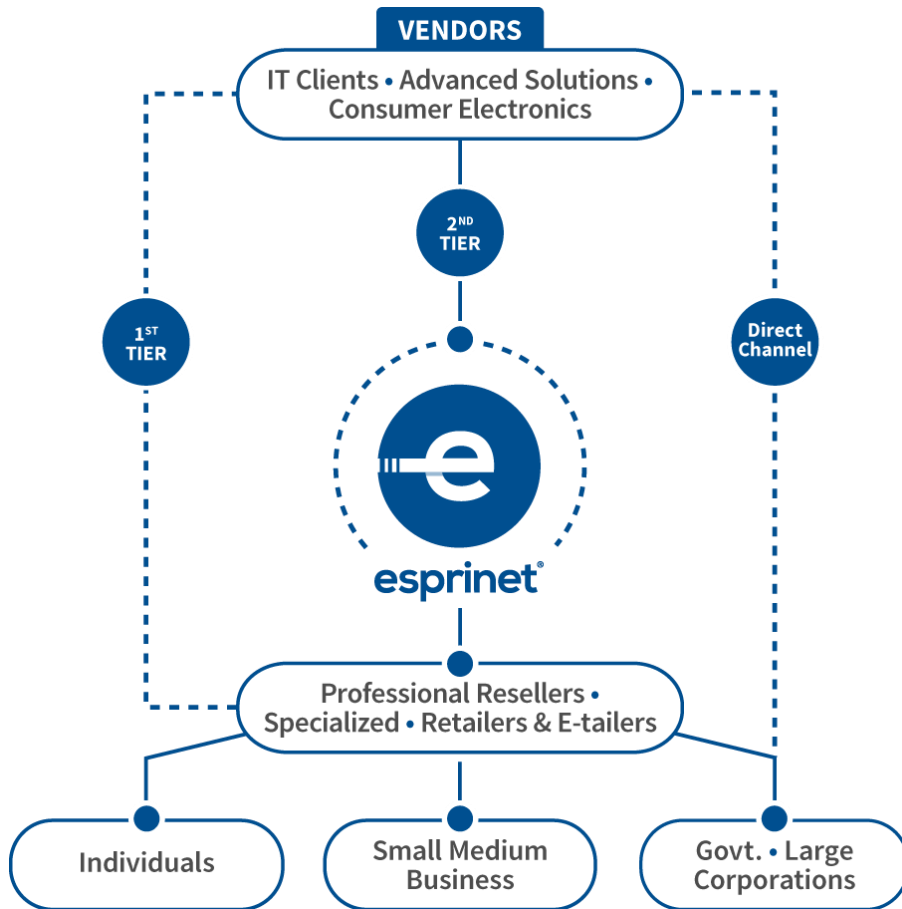 VENDORS
IT Clients • Advanced Solutions •
Consumer Electronics
2ND
TIER
1ST
TIER
Direct
Channel
e
esprinet®
Professional Resellers •
Specialized • Retailers & E-tailers
Individuals
Small Medium
Business
Govt. • Large
Corporations